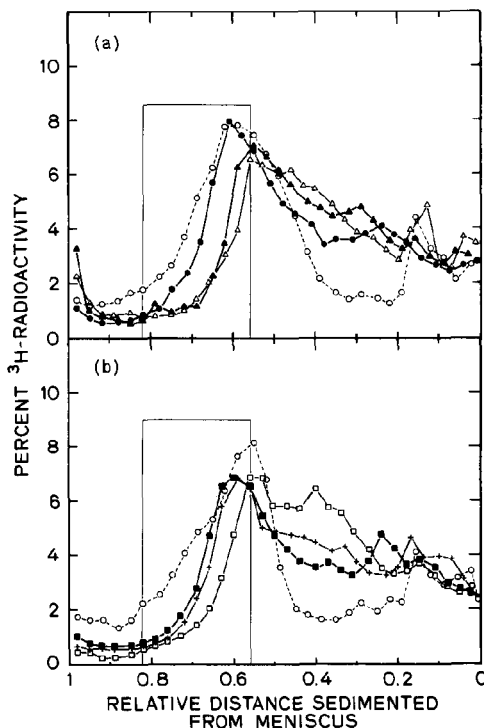 (a)
10
8
6
4
2
0
PERCENT ³H-RADIOACTIVITY
(b)
10
8
6
4
2
0
1 0.8 0.6 0.4 0.2 0
RELATIVE DISTANCE SEDIMENTED
FROM MENISCUS